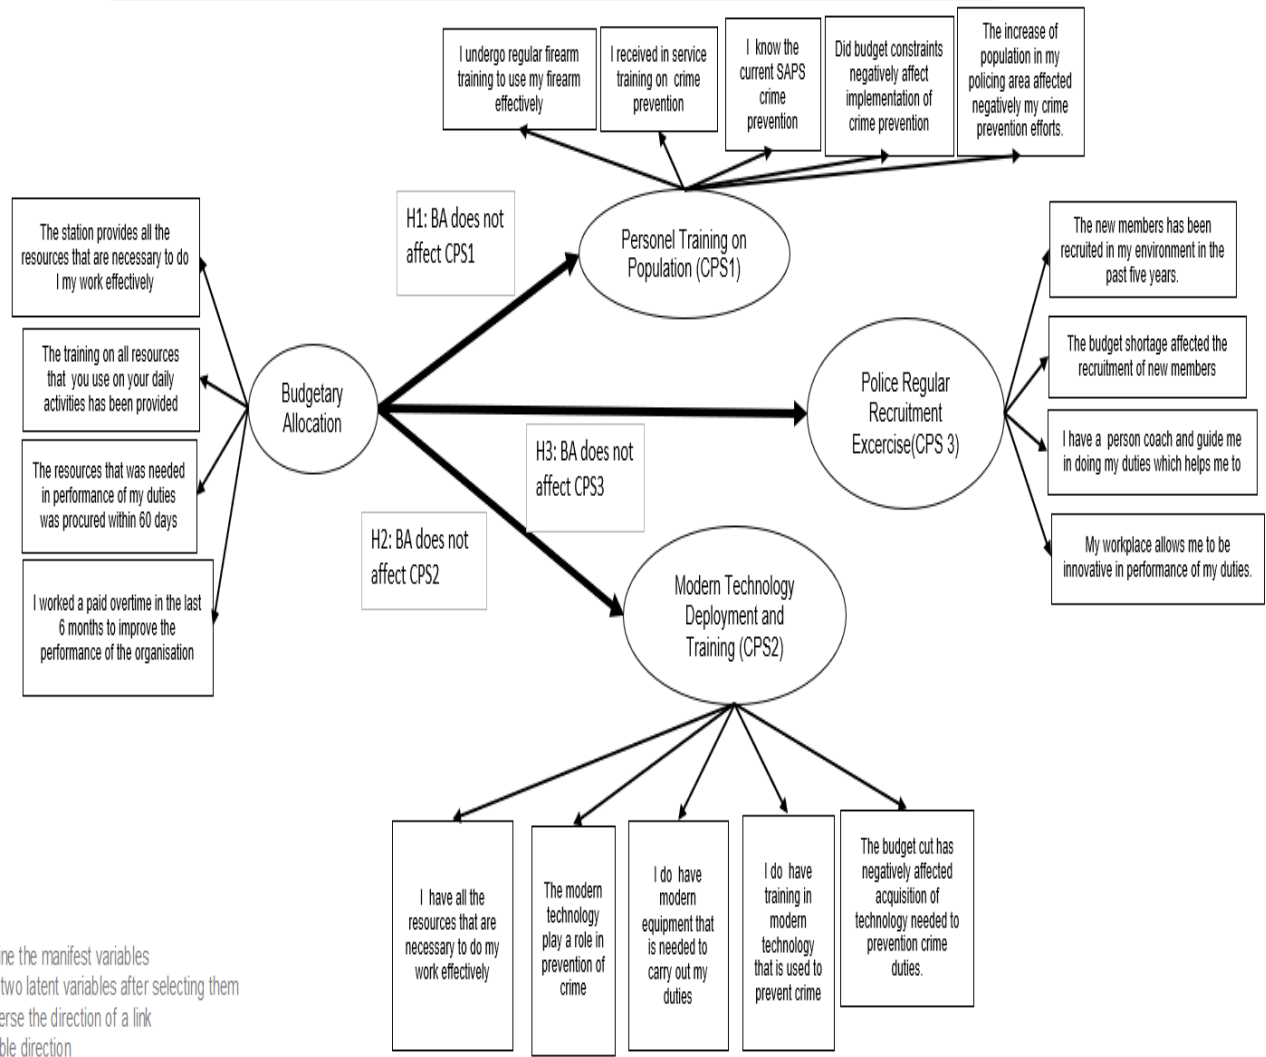 I undergo regular firearm
training to use my firearm
effectively
I received in service
training on crime
prevention
I know the
current SAPS
crime
prevention
Did budget constraints
negatively affect
implementation of
crime prevention
The increase of
population in my
policing area affected
negatively my crime
prevention efforts.
H1: BA does not
affect CPS1
Personel Training on
Population (CPS1)
The station provides all the
resources that are necessary to do
I my work effectively
The training on all resources
that you use on your daily
activities has been provided
The resources that was needed
in performance of my duties
was procured within 60 days
I worked a paid overtime in the last
6 months to improve the
performance of the organisation
Budgetary
Allocation
H3: BA does not
affect CPS3
H2: BA does not
affect CPS2
Police Regular
Recruitment
Excercise(CPS 3)
The new members has been
recruited in my environment in the
past five years.
The budget shortage affected the
recruitment of new members
I have a person coach and guide me
in doing my duties which helps me to
My workplace allows me to be
innovative in performance of my duties.
Modern Technology
Deployment and
Training (CPS2)
I have all the
resources that are
necessary to do my
work effectively
The modern
technology
play a role in
prevention of
crime
I do have
modern
equipment that
is needed to
carry out my
duties
I do have
training in
modern
technology
that is used to
prevent crime
The budget cut has
negatively affected
acquisition of
technology needed to
prevention crime
duties.
ine the manifest variables
two latent variables after selecting them
erse the direction of a link
ble direction